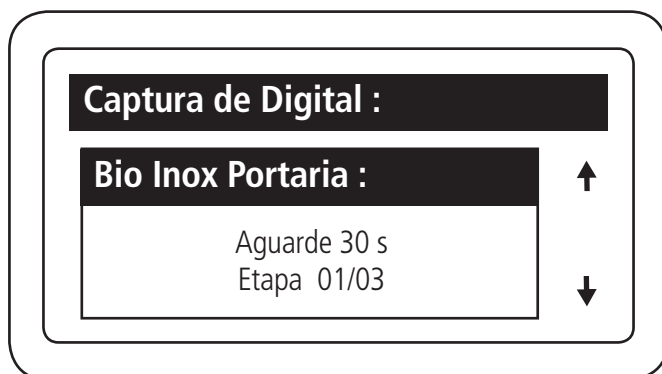 Captura de Digital :
Bio Inox Portaria :
Aguarde 30 s
Etapa 01/03